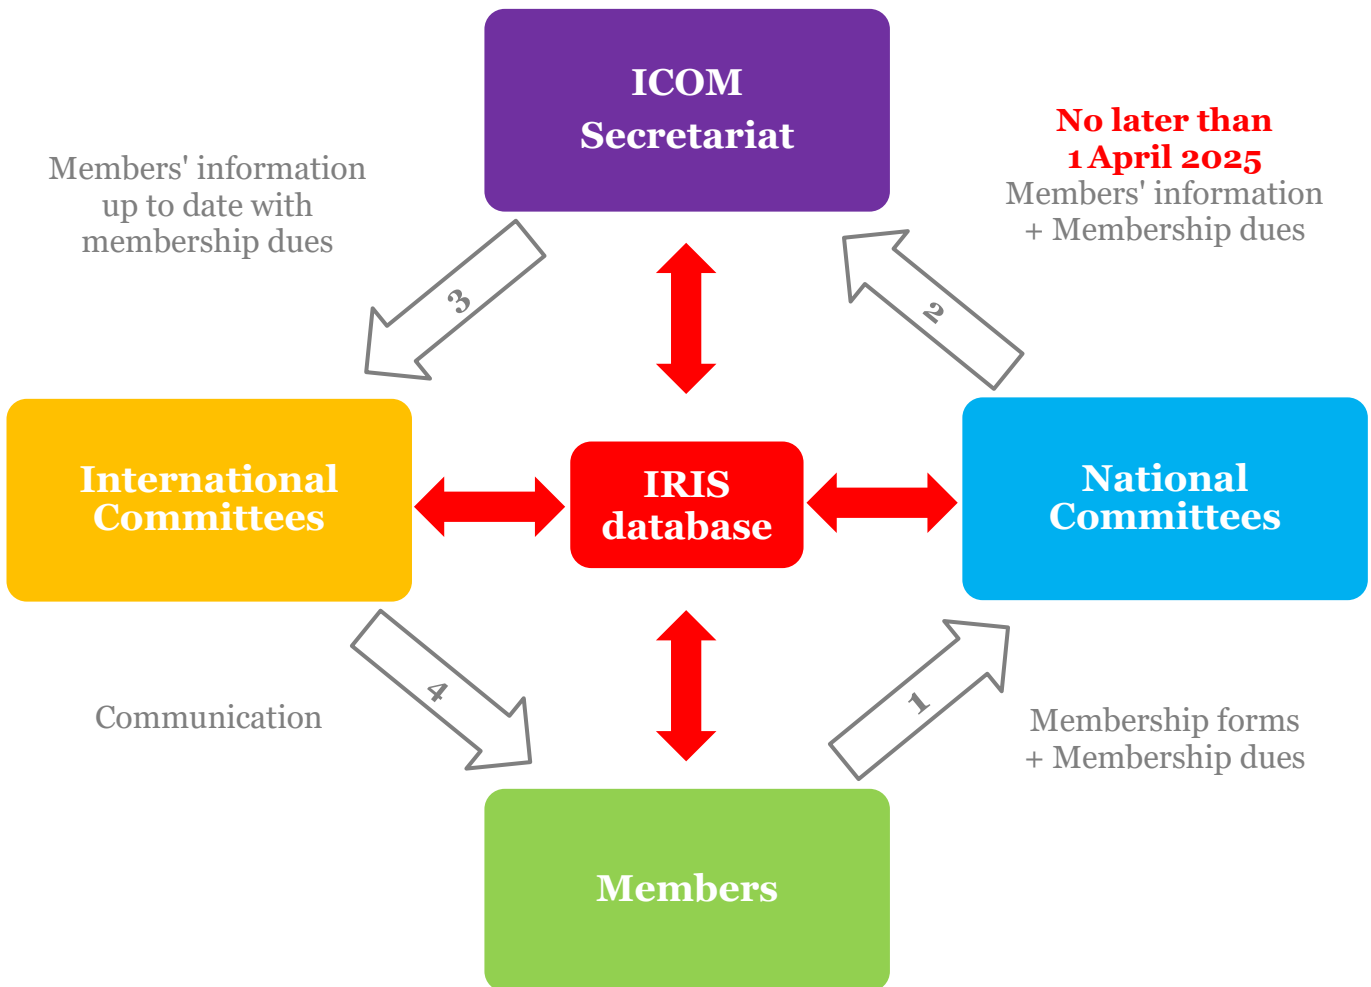 ICOM
Secretariat
No later than
1 April 2025
Members' information
+ Membership dues
Members' information
up to date with
membership dues
3
2
International
Committees
IRIS
database
National
Committees
4
1
Communication
Membership forms
+ Membership dues
Members